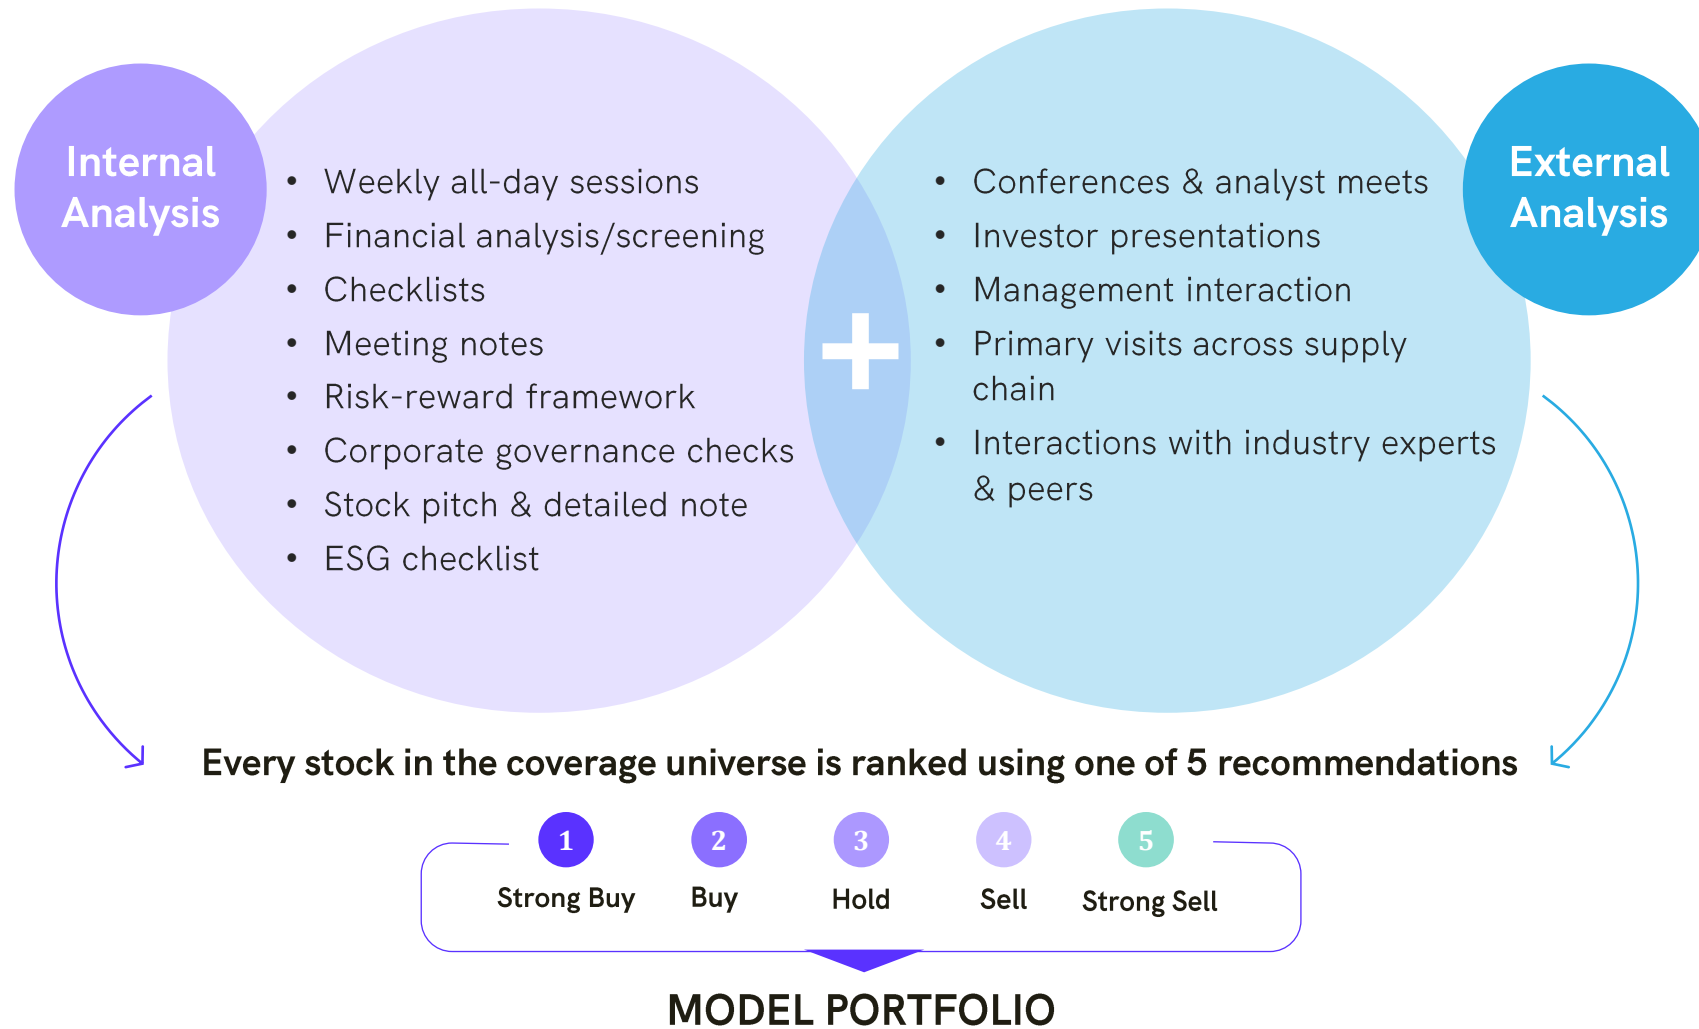 Internal
Analysis
• Weekly all-day sessions
• Financial analysis/screening
• Checklists
• Meeting notes
• Risk-reward framework
• Corporate governance checks
• Stock pitch & detailed note
• ESG checklist
+
• Conferences & analyst meets
• Investor presentations
• Management interaction
• Primary visits across supply
chain
• Interactions with industry experts
& peers
External
Analysis
Every stock in the coverage universe is ranked using one of 5 recommendations
1 2 3 4 5
Strong Buy Buy Hold Sell Strong Sell
MODEL PORTFOLIO